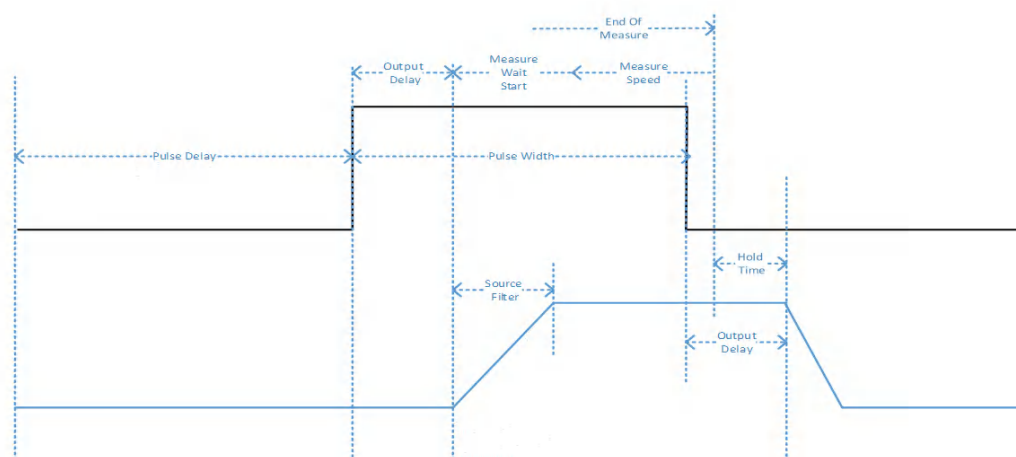 End Of
Measure
Output
Delay
Measure
Wait
Start
Measure
Speed
Pulse Delay
Pulse Width
Hold
Time
Source
Filter
Output
Delay